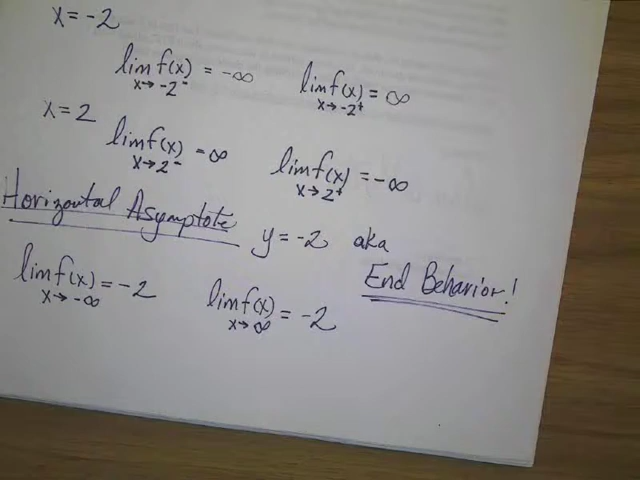 x = -2
lim f(x) = -∞ lim f(x) = ∞
x→ -2⁻ x→ -2⁺
x = 2
lim f(x) = ∞ lim f(x) = -∞
x→ 2⁻ x→ 2⁺
Horizontal Asymptote y = -2 aka
End Behavior!
lim f(x) = -2 lim f(x) = -2
x→ -∞ x→ ∞